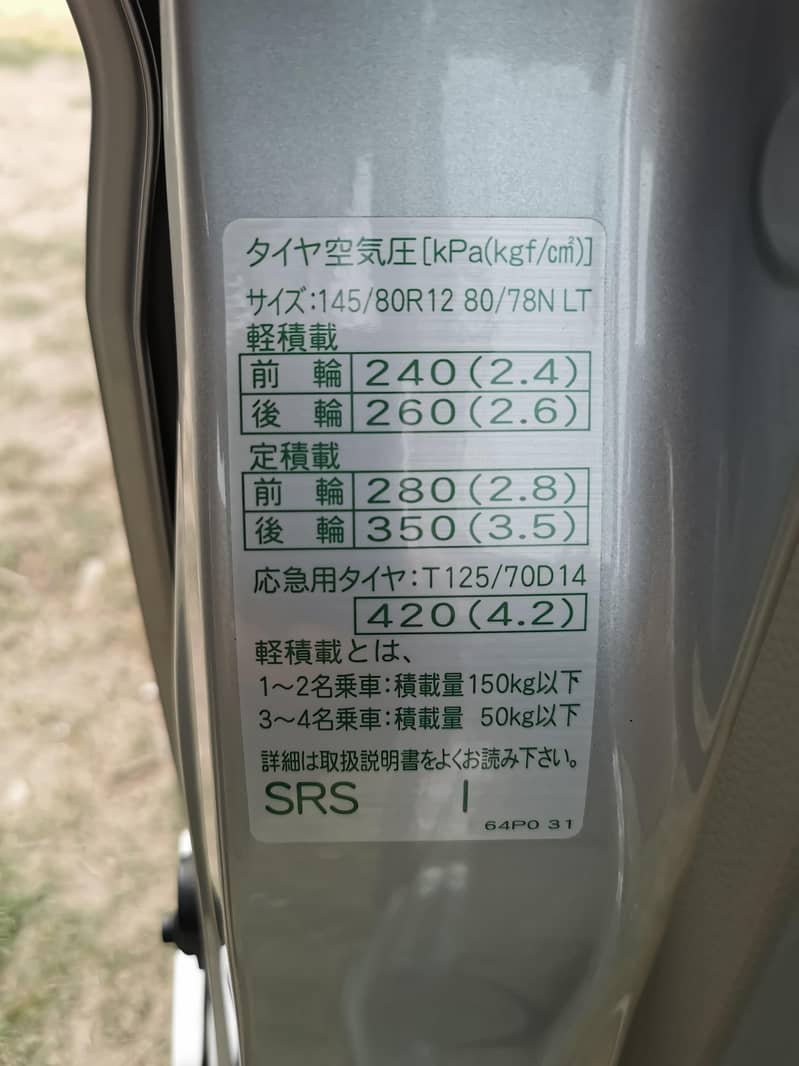 タイヤ空気圧[kPa(kgf/c㎡)]
サイズ:145/80R12 80/78N LT
軽積載
前 輪 240(2.4)
後 輪 260(2.6)
定積載
前 輪 280(2.8)
後 輪 350(3.5)
応急用タイヤ:T125/70D14
420(4.2)
軽積載とは、
1〜2名乗車:積載量150kg以下
3〜4名乗車:積載量 50kg以下
詳細は取扱説明書をよくお読み下さい。
SRS I
64P0 31